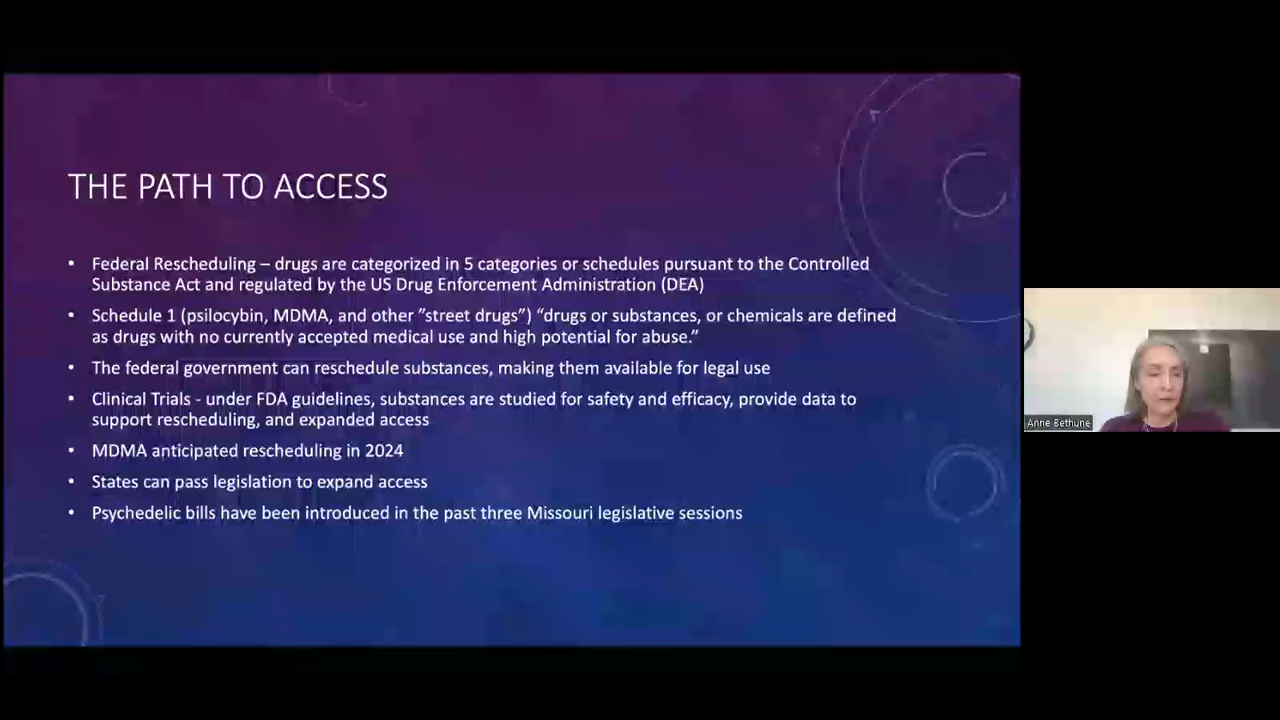 THE PATH TO ACCESS
• Federal Rescheduling – drugs are categorized in 5 categories or schedules pursuant to the Controlled
Substance Act and regulated by the US Drug Enforcement Administration (DEA)
• Schedule 1 (psilocybin, MDMA, and other ”street drugs”) “drugs or substances, or chemicals are defined
as drugs with no currently accepted medical use and high potential for abuse.”
• The federal government can reschedule substances, making them available for legal use
• Clinical Trials - under FDA guidelines, substances are studied for safety and efficacy, provide data to
support rescheduling, and expanded access
• MDMA anticipated rescheduling in 2024
• States can pass legislation to expand access
• Psychedelic bills have been introduced in the past three Missouri legislative sessions
Anne Bethune